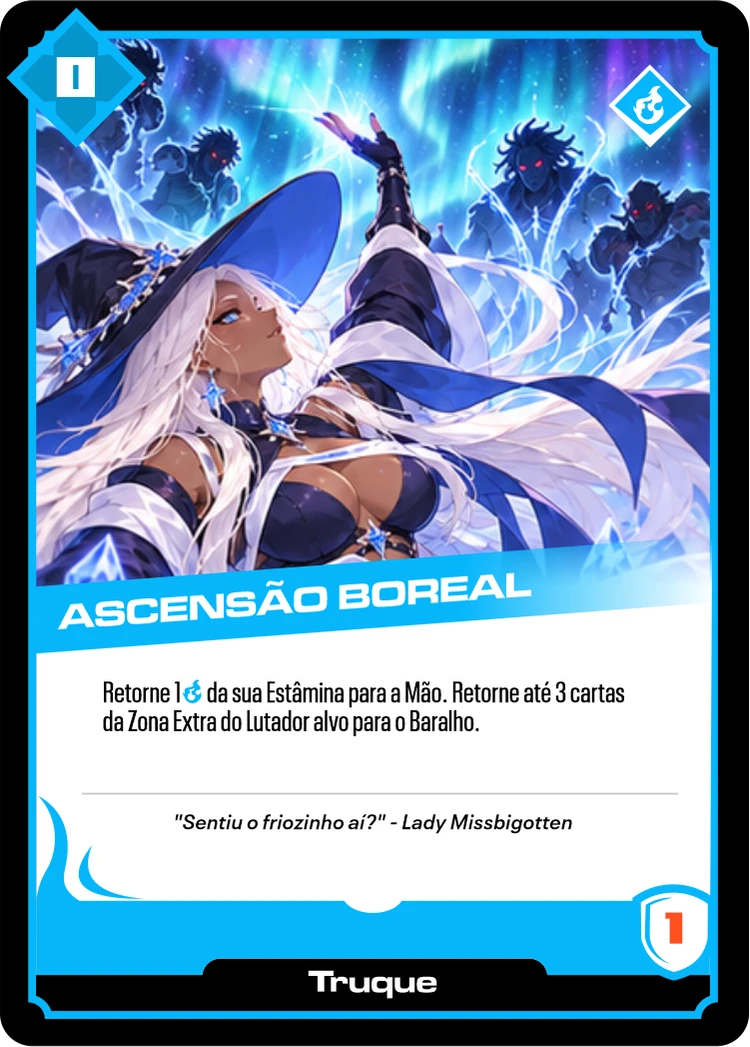 I
ASCENSÃO BOREAL
Retorne 1 da sua Estâmina para a Mão. Retorne até 3 cartas
da Zona Extra do Lutador alvo para o Baralho.
"Sentiu o friozinho aí?" - Lady Missbigotten
1
Truque